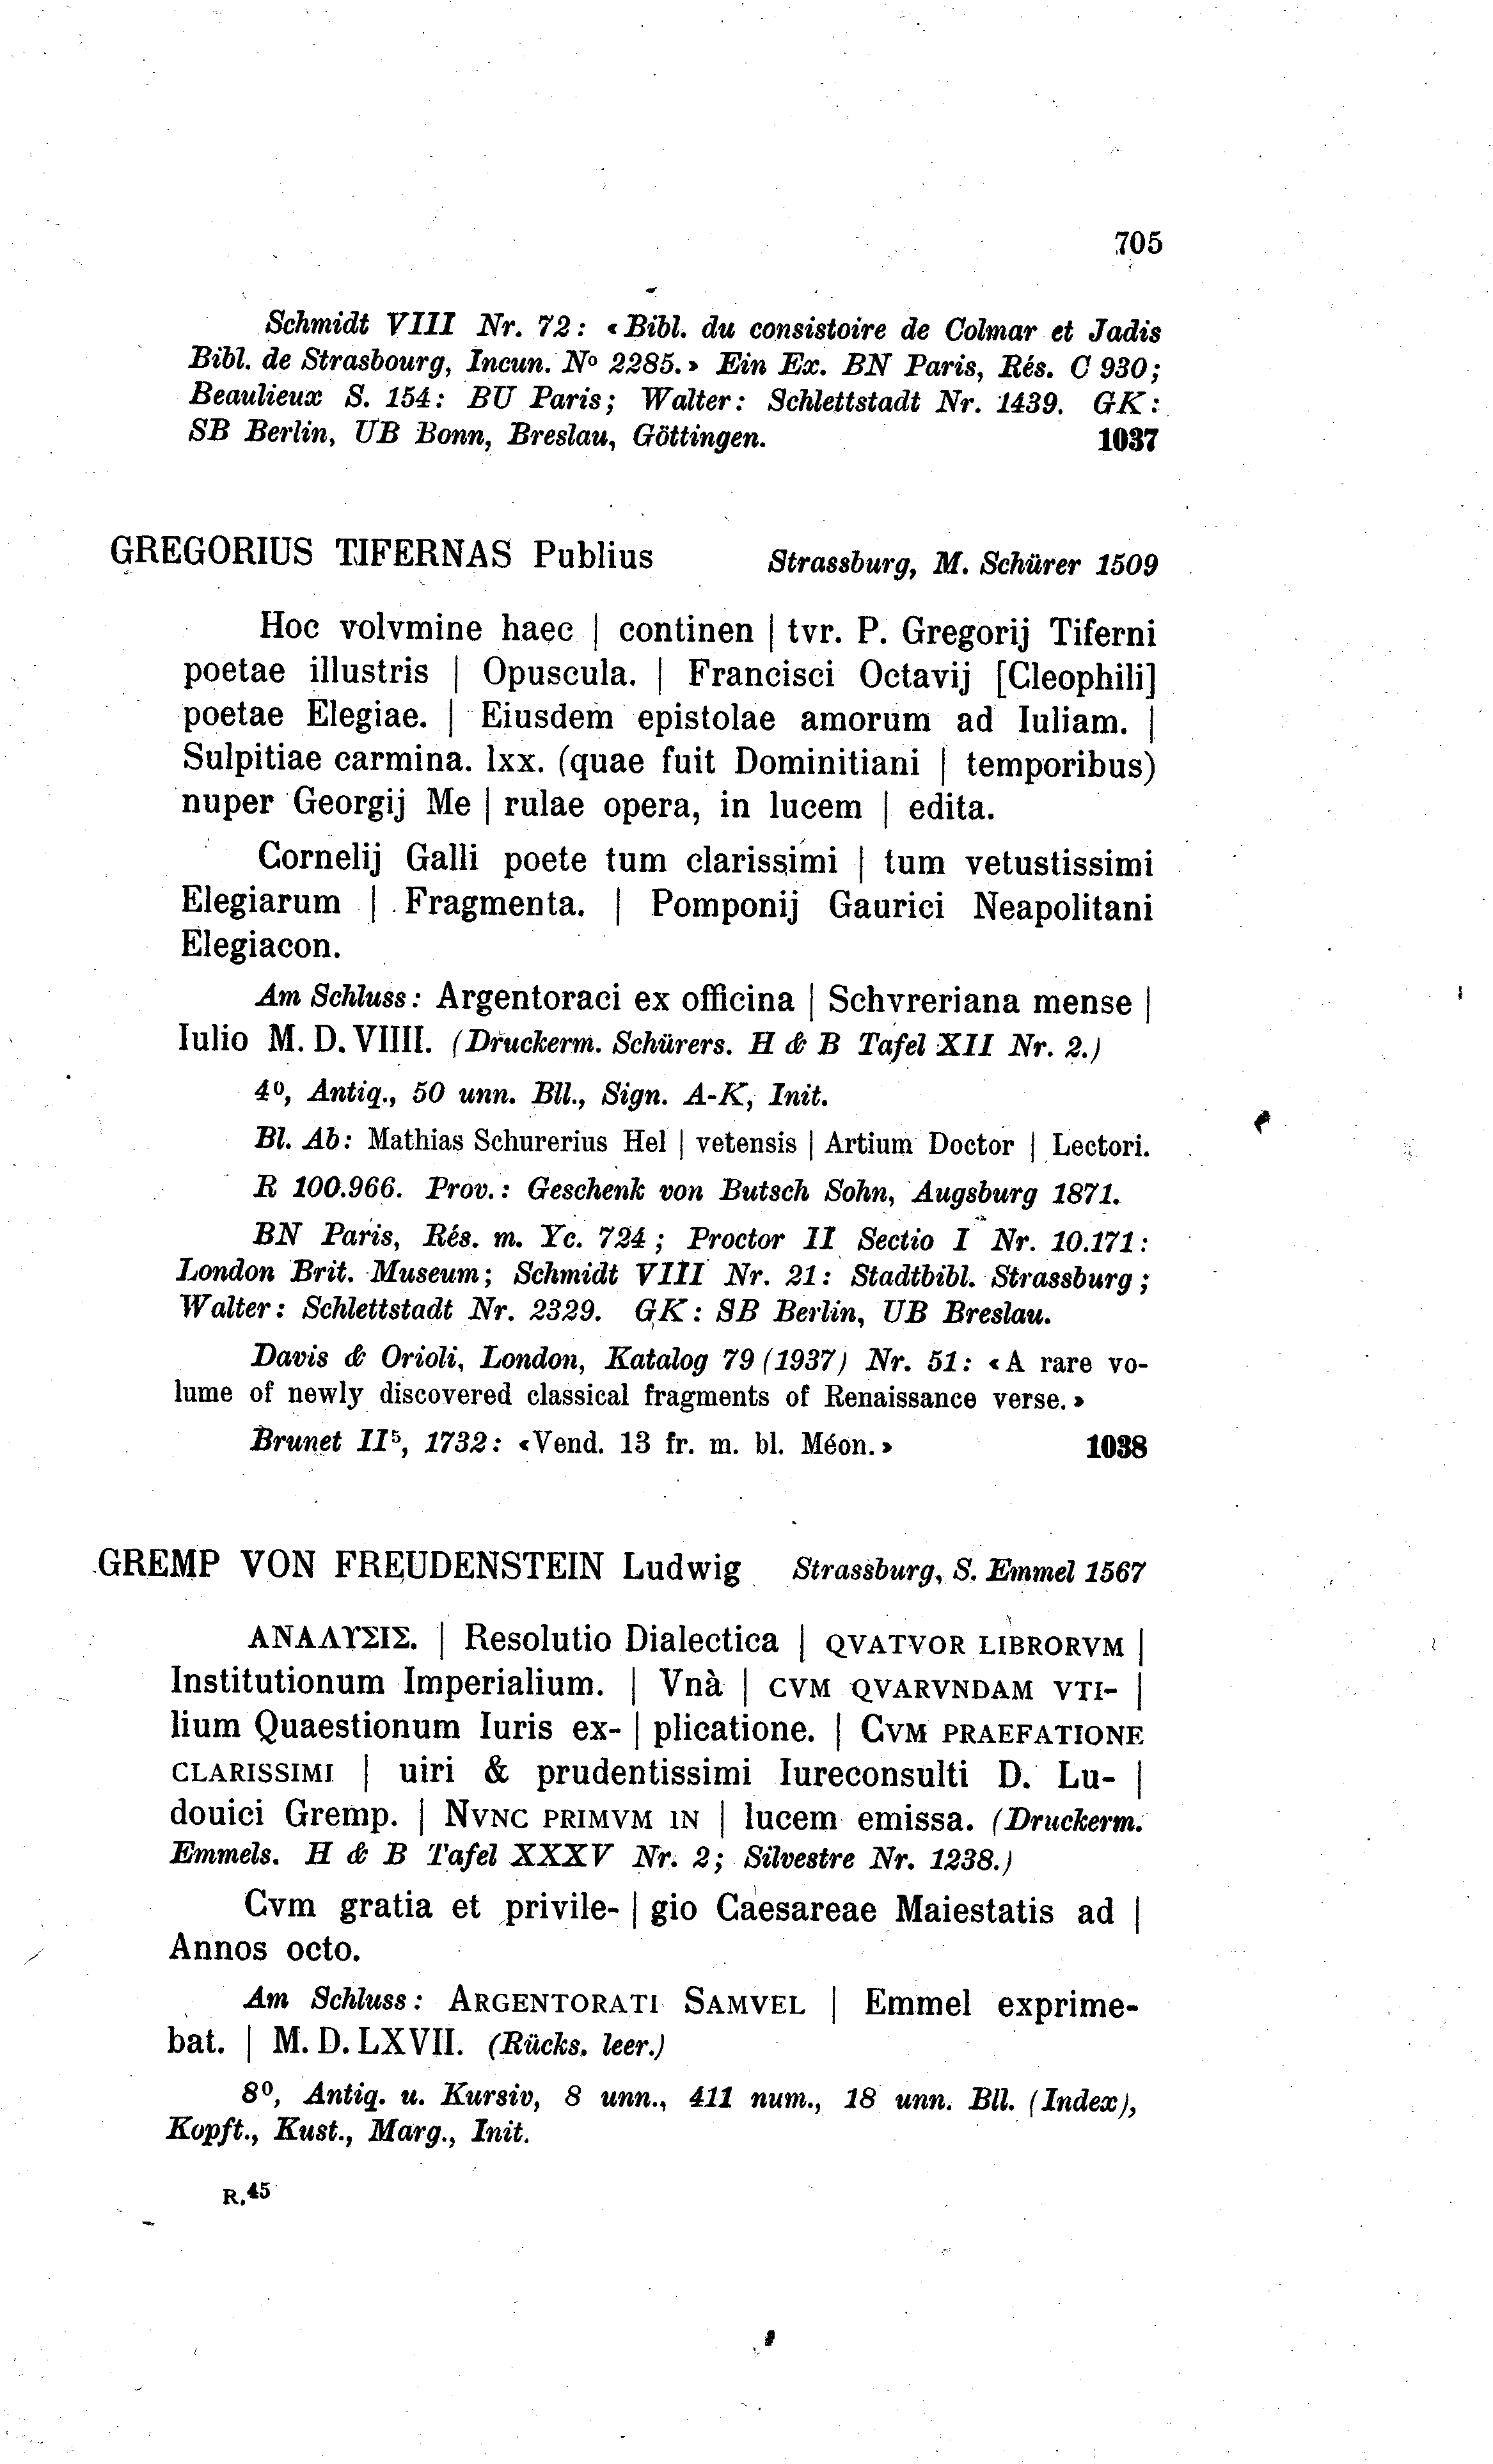 705
Schmidt VIII Nr. 72: «Bibl. du consistoire de Colmar et Jadis
Bibl. de Strasbourg, Incun. Nº 2285.» Ein Ex. BN Paris, Rés. C 930;
Beaulieux S. 154: BU Paris; Walter: Schlettstadt Nr. 1439. GK:
SB Berlin, UB Bonn, Breslau, Göttingen. 1037
GREGORIUS TIFERNAS Publius Strassburg, M. Schürer 1509
Hoc volvmine haec | continen | tvr. P. Gregorij Tiferni
poetae illustris | Opuscula. | Francisci Octavij [Cleophili]
poetae Elegiae. | Eiusdem epistolae amorum ad Iuliam. |
Sulpitiae carmina. lxx. (quae fuit Dominitiani | temporibus)
nuper Georgij Me | rulae opera, in lucem | edita.
Cornelij Galli poete tum clarissimi | tum vetustissimi
Elegiarum | Fragmenta. | Pomponij Gaurici Neapolitani
Elegiacon.
Am Schluss: Argentoraci ex officina | Schvreriana mense |
Iulio M. D. VIIII. (Druckerm. Schürers. H & B Tafel XII Nr. 2.)
4⁰, Antiq., 50 unn. Bll., Sign. A-K, Init.
Bl. Ab: Mathias Schurerius Hel | vetensis | Artium Doctor | Lectori.
R 100.966. Prov.: Geschenk von Butsch Sohn, Augsburg 1871.
BN Paris, Rés. m. Yc. 724; Proctor II Sectio I Nr. 10.171:
London Brit. Museum; Schmidt VIII Nr. 21: Stadtbibl. Strassburg;
Walter: Schlettstadt Nr. 2329. GK: SB Berlin, UB Breslau.
Davis & Orioli, London, Katalog 79 (1937) Nr. 51: «A rare vo-
lume of newly discovered classical fragments of Renaissance verse.»
Brunet II⁵, 1732: «Vend. 13 fr. m. bl. Méon.» 1038
GREMP VON FREUDENSTEIN Ludwig Strassburg, S. Emmel 1567
ΑΝΑΛΥΣΙΣ. | Resolutio Dialectica | QVATVOR LIBRORVM |
Institutionum Imperialium. | Vnà | CVM QVARVNDAM VTI- |
lium Quaestionum Iuris ex- | plicatione. | CVM PRAEFATIONE
CLARISSIMI | uiri & prudentissimi Iureconsulti D. Lu- |
douici Gremp. | NVNC PRIMVM IN | lucem emissa. (Druckerm.
Emmels. H & B Tafel XXXV Nr. 2; Silvestre Nr. 1238.)
Cvm gratia et privile- | gio Caesareae Maiestatis ad |
Annos octo.
Am Schluss: ARGENTORATI SAMVEL | Emmel exprime-
bat. | M. D. LXVII. (Rücks. leer.)
8⁰, Antiq. u. Kursiv, 8 unn., 411 num., 18 unn. Bll. (Index),
Kopft., Kust., Marg., Init.
R.45